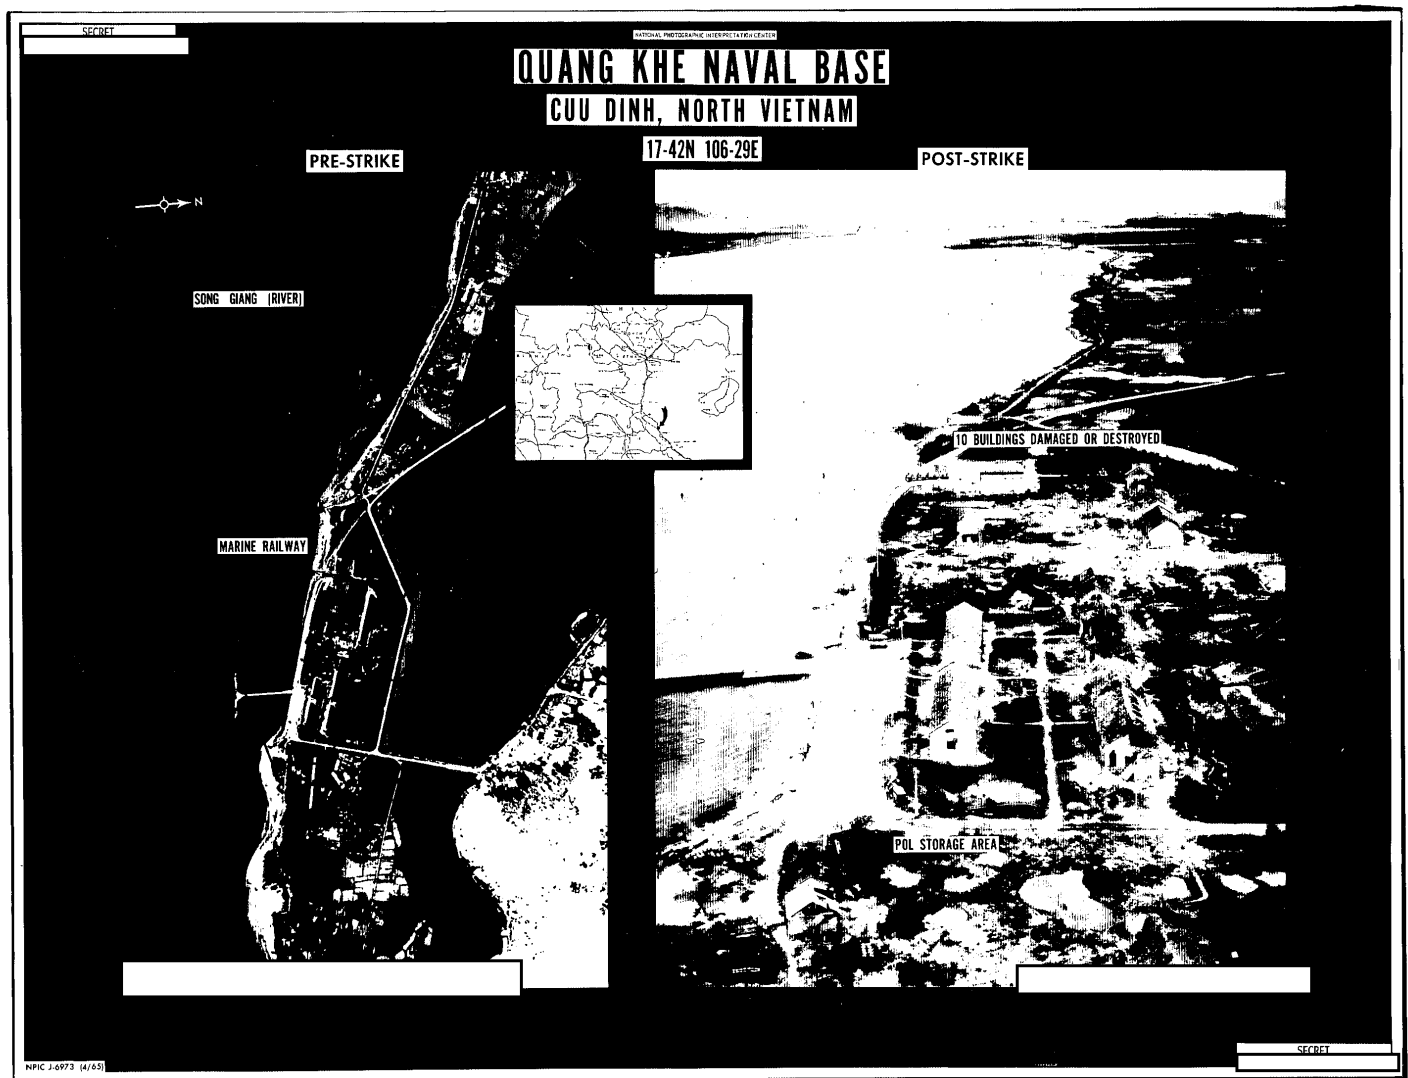 SECRET
NATIONAL PHOTOGRAPHIC INTERPRETATION CENTER
QUANG KHE NAVAL BASE
CUU DINH, NORTH VIETNAM
17-42N 106-29E
PRE-STRIKE
POST-STRIKE
N
SONG GIANG (RIVER)
10 BUILDINGS DAMAGED OR DESTROYED
MARINE RAILWAY
POL STORAGE AREA
SECRET
NPIC J-6973 (4/65)